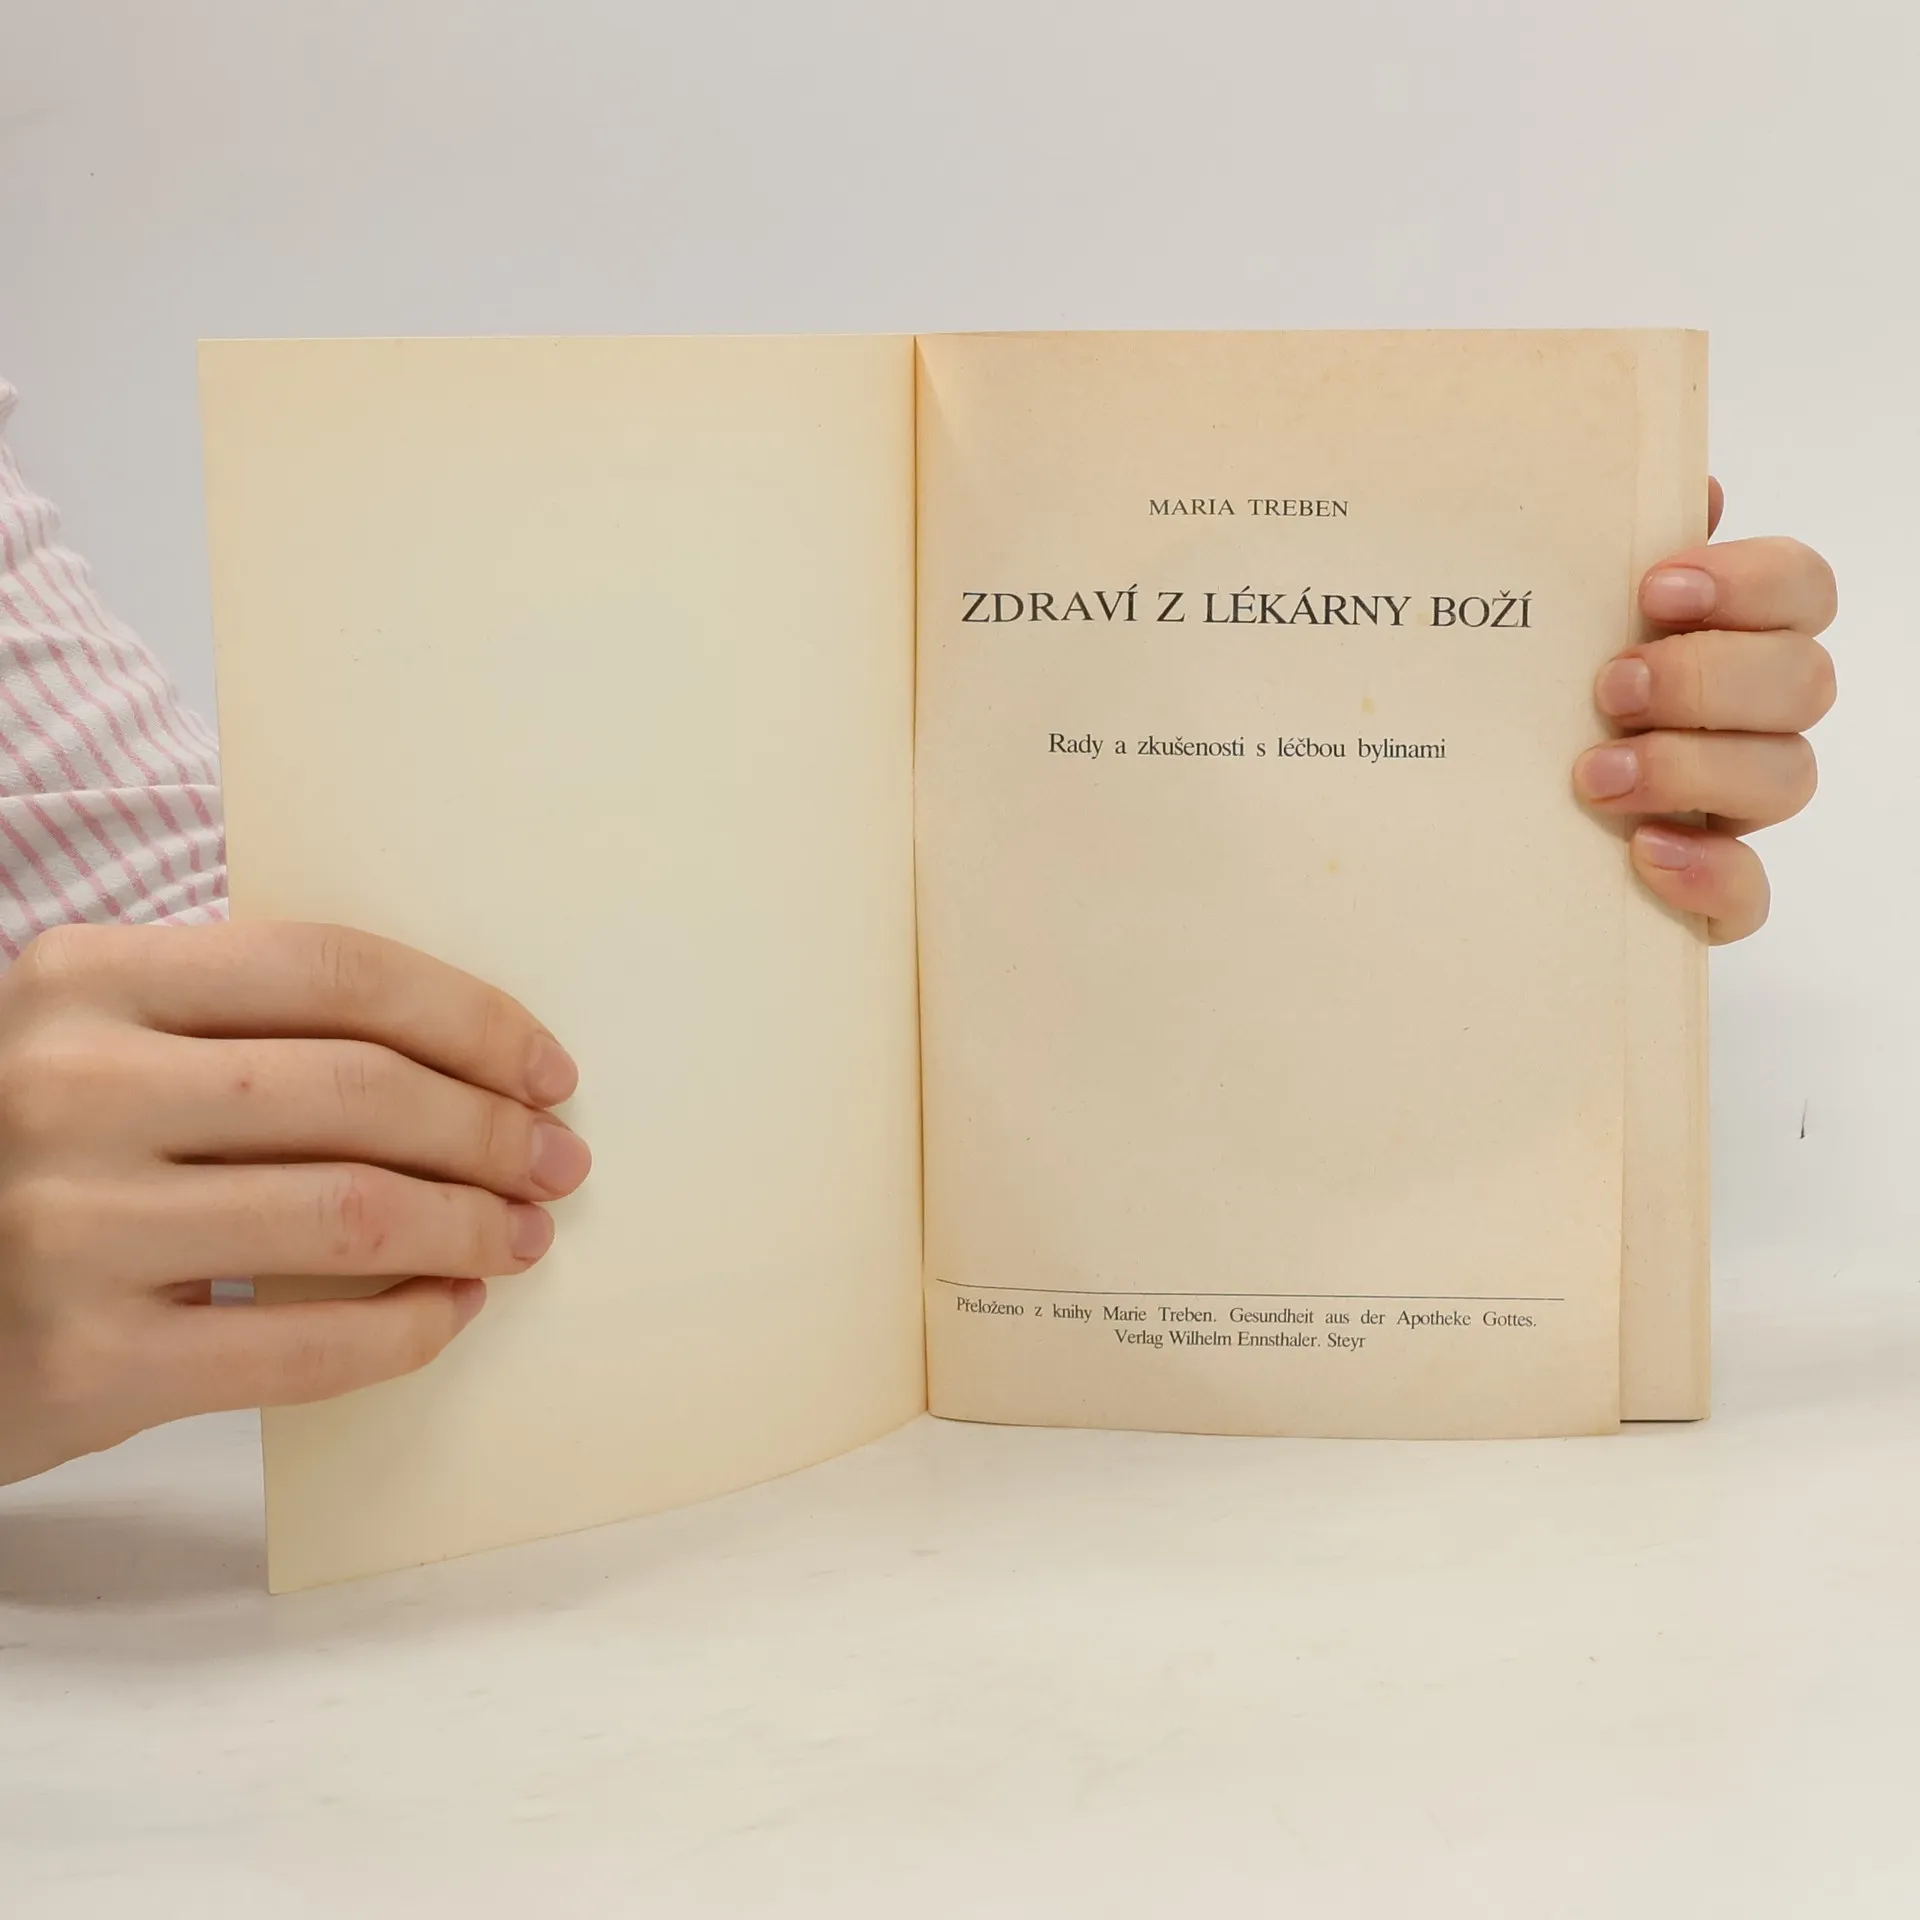 MARIA TREBEN
ZDRAVÍ Z LÉKÁRNY BOŽÍ
Rady a zkušenosti s léčbou bylinami
Přeloženo z knihy Marie Treben. Gesundheit aus der Apotheke Gottes.
Verlag Wilhelm Ennsthaler. Steyr